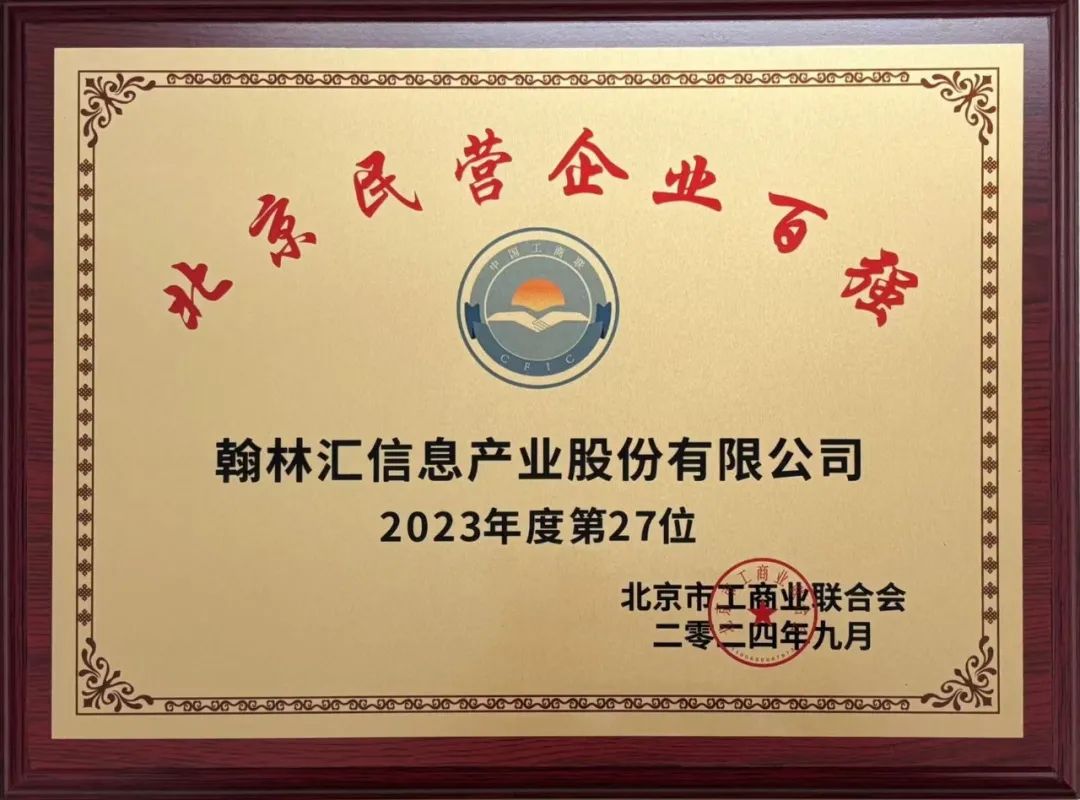 北京民营企业百强
中国工商联
CFIC
翰林汇信息产业股份有限公司
2023年度第27位
北京市工商业联合会
二零二四年九月